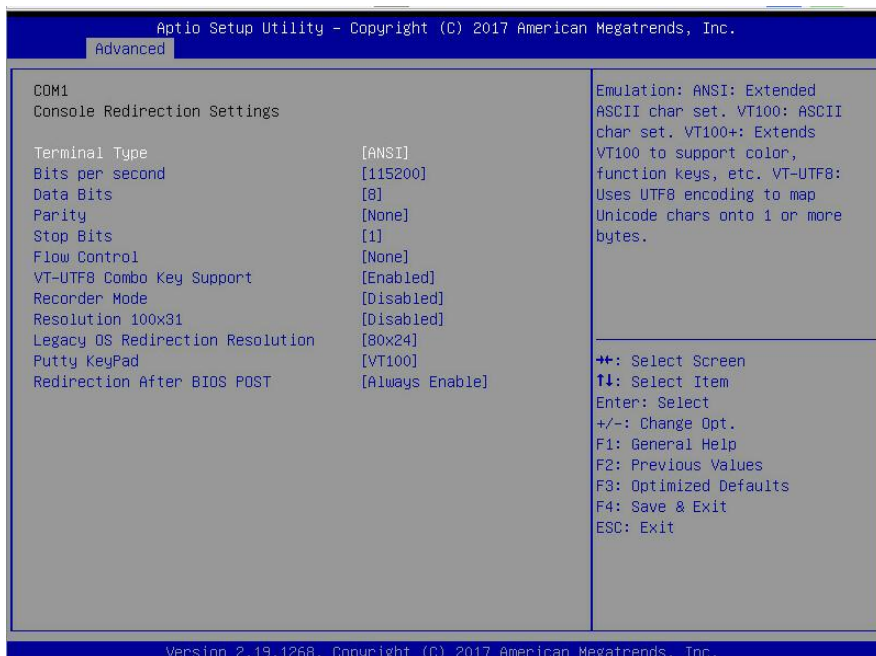 Aptio Setup Utility – Copyright (C) 2017 American Megatrends, Inc.
Advanced
COM1
Console Redirection Settings
Terminal Type [ANSI]
Bits per second [115200]
Data Bits [8]
Parity [None]
Stop Bits [1]
Flow Control [None]
VT-UTF8 Combo Key Support [Enabled]
Recorder Mode [Disabled]
Resolution 100x31 [Disabled]
Legacy OS Redirection Resolution [80x24]
Putty KeyPad [VT100]
Redirection After BIOS POST [Always Enable]
Emulation: ANSI: Extended
ASCII char set. VT100: ASCII
char set. VT100+: Extends
VT100 to support color,
function keys, etc. VT-UTF8:
Uses UTF8 encoding to map
Unicode chars onto 1 or more
bytes.
→←: Select Screen
↑↓: Select Item
Enter: Select
+/-: Change Opt.
F1: General Help
F2: Previous Values
F3: Optimized Defaults
F4: Save & Exit
ESC: Exit
Version 2.19.1268. Copyright (C) 2017 American Megatrends, Inc.